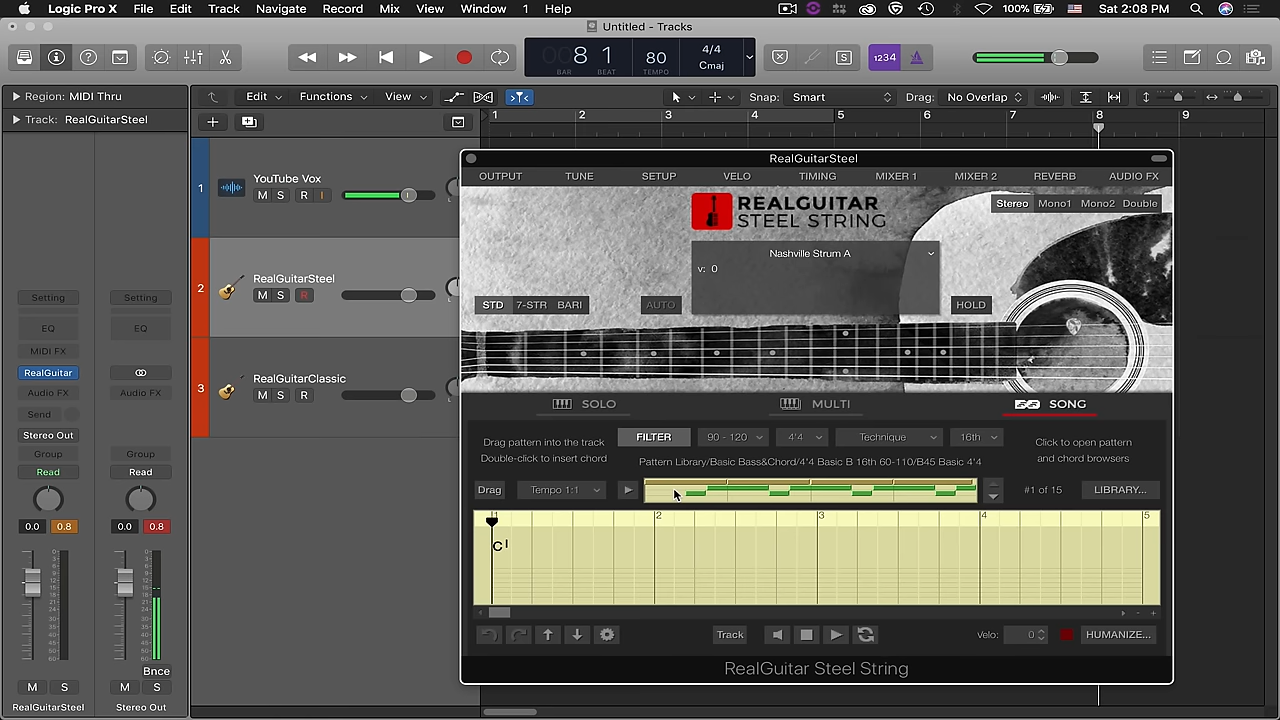 Logic Pro X File Edit Track Navigate Record Mix View Window 1 Help 100% Sat 2:08 PM
Untitled - Tracks
008 1 80 4/4 Cmaj
BAR BEAT TEMPO
S 1234
Region: MIDI Thru
Edit Functions View Snap: Smart Drag: No Overlap
Track: RealGuitarSteel
1 2 3 4 5 6 7 8 9
1 YouTube Vox
M S R I
2 RealGuitarSteel
M S R
3 RealGuitarClassic
M S R
Setting Setting
EQ EQ
MIDI FX
RealGuitar
Audio FX Audio FX
Send
Stereo Out
Group Group
Read Read
0.0 0.8 0.0 0.8
Bnce
M S M S
RealGuitarSteel Stereo Out
RealGuitarSteel
OUTPUT TUNE SETUP VELO TIMING MIXER 1 MIXER 2 REVERB AUDIO FX
REALGUITAR
STEEL STRING
Stereo Mono1 Mono2 Double
Nashville Strum A
v: 0
STD 7-STR BARI AUTO HOLD
SOLO MULTI SONG
Drag pattern into the track
Double-click to insert chord
FILTER 90 - 120 4'4 Technique 16th
Click to open pattern
and chord browsers
Pattern Library/Basic Bass&Chord/4'4 Basic B 16th 60-110/B45 Basic 4'4
Drag Tempo 1:1 #1 of 15 LIBRARY...
1 2 3 4 5
C
Track Velo: 0 HUMANIZE...
RealGuitar Steel String